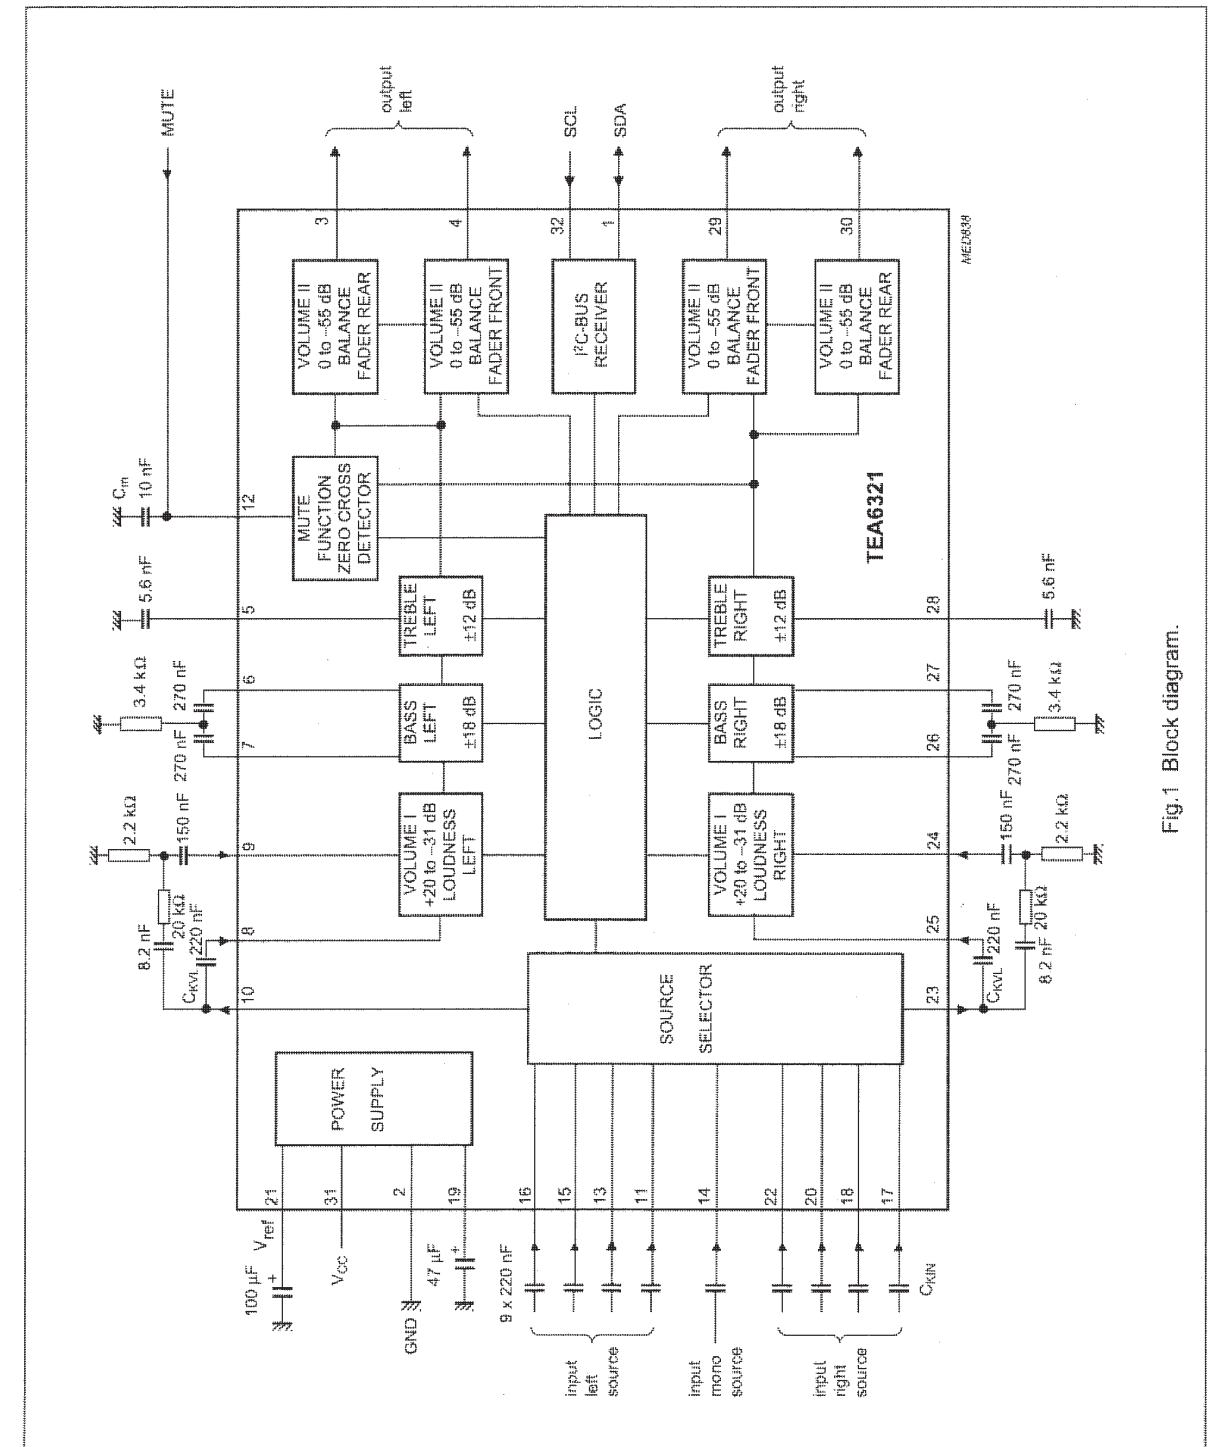 MUTE
output
left
SCL
SDA
output
right
Cm
10 nF
5.6 nF
3.4 kΩ
270 nF
270 nF
2.2 kΩ
150 nF
20 kΩ
8.2 nF
220 nF
CKVL
12
5
6
7
9
8
10
3
4
32
1
29
30
VOLUME II
0 to −55 dB
BALANCE
FADER REAR
VOLUME II
0 to −55 dB
BALANCE
FADER FRONT
I²C-BUS
RECEIVER
VOLUME II
0 to −55 dB
BALANCE
FADER FRONT
VOLUME II
0 to −55 dB
BALANCE
FADER REAR
MUTE
FUNCTION
ZERO CROSS
DETECTOR
TREBLE
LEFT
±12 dB
BASS
LEFT
±18 dB
VOLUME I
+20 to −31 dB
LOUDNESS
LEFT
LOGIC
TREBLE
RIGHT
±12 dB
BASS
RIGHT
±18 dB
VOLUME I
+20 to −31 dB
LOUDNESS
RIGHT
SOURCE
SELECTOR
POWER
SUPPLY
TEA6321
MED838
28
27
26
24
25
23
5.6 nF
270 nF
270 nF
3.4 kΩ
150 nF
2.2 kΩ
20 kΩ
220 nF
8.2 nF
CKVL
21
31
2
19
16
15
13
11
14
22
20
18
17
Vref
100 µF
+
VCC
GND
47 µF
+
9 x 220 nF
CKIN
input
left
source
input
mono
source
input
right
source
Fig.1 Block diagram.